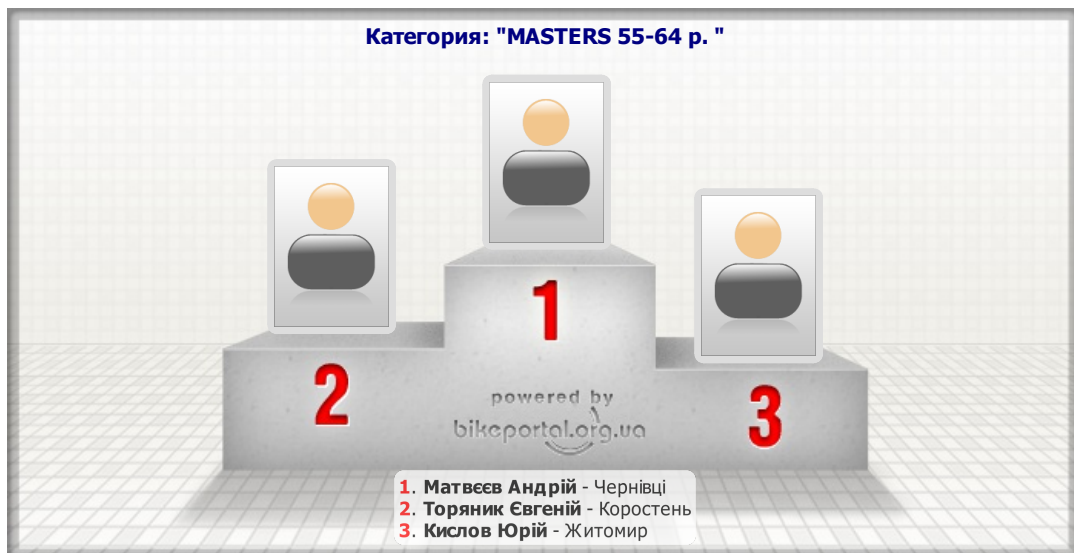 Категория: "MASTERS 55-64 р. "
1
2
3
powered by
bikeportal.org.ua
1. Матвєєв Андрій - Чернівці
2. Торяник Євгеній - Коростень
3. Кислов Юрій - Житомир